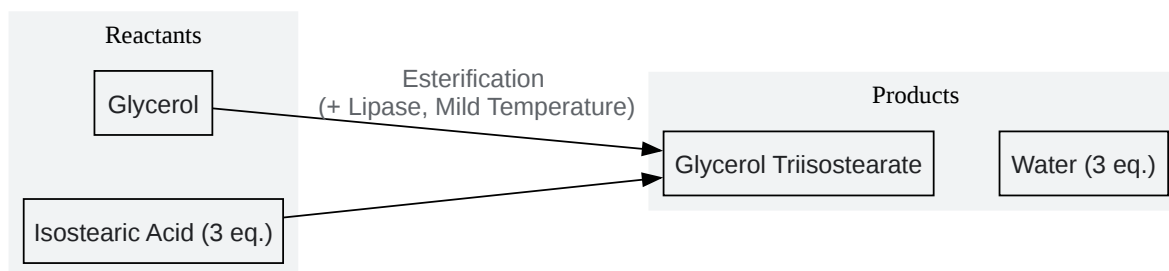 Reactants
Glycerol
Isostearic Acid (3 eq.)
Esterification
(+ Lipase, Mild Temperature)
Products
Glycerol Triisostearate
Water (3 eq.)